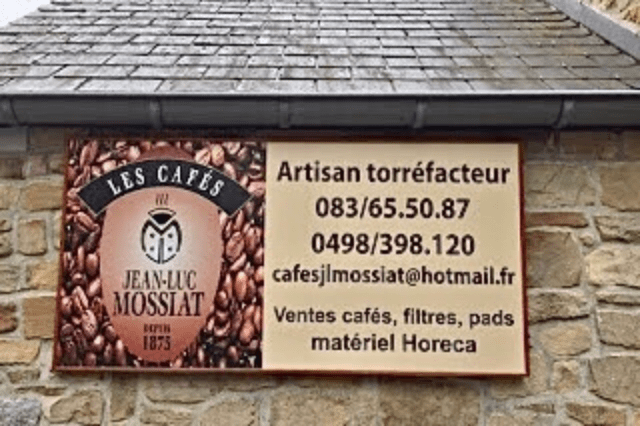 LES CAFÉS
JEAN-LUC
MOSSIAT
DEPUIS
1875
Artisan torréfacteur
083/65.50.87
0498/398.120
cafesjlmossiat@hotmail.fr
Ventes cafés, filtres, pads
matériel Horeca